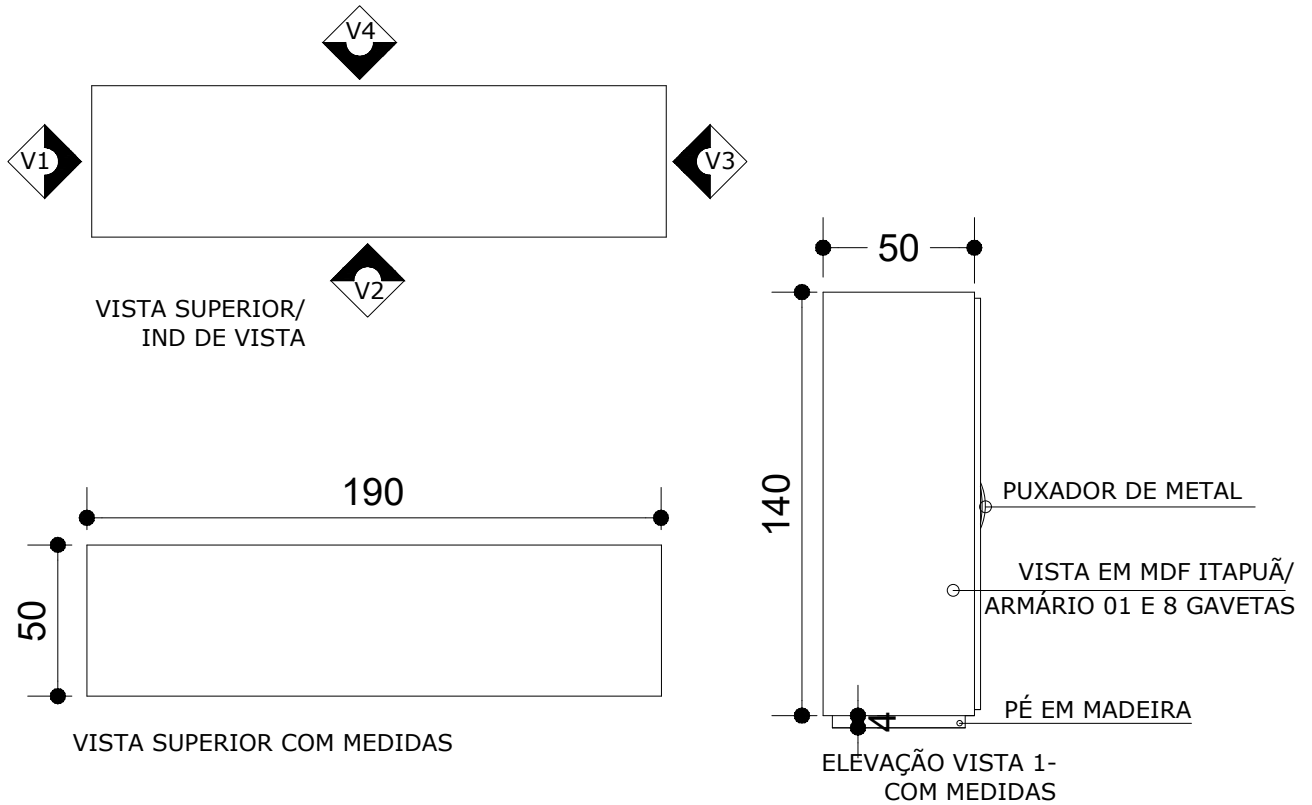 V4
V1
V3
V2
VISTA SUPERIOR/
IND DE VISTA
190
50
VISTA SUPERIOR COM MEDIDAS
50
140
PUXADOR DE METAL
VISTA EM MDF ITAPUÃ/
ARMÁRIO 01 E 8 GAVETAS
PÉ EM MADEIRA
4
ELEVAÇÃO VISTA 1-
COM MEDIDAS